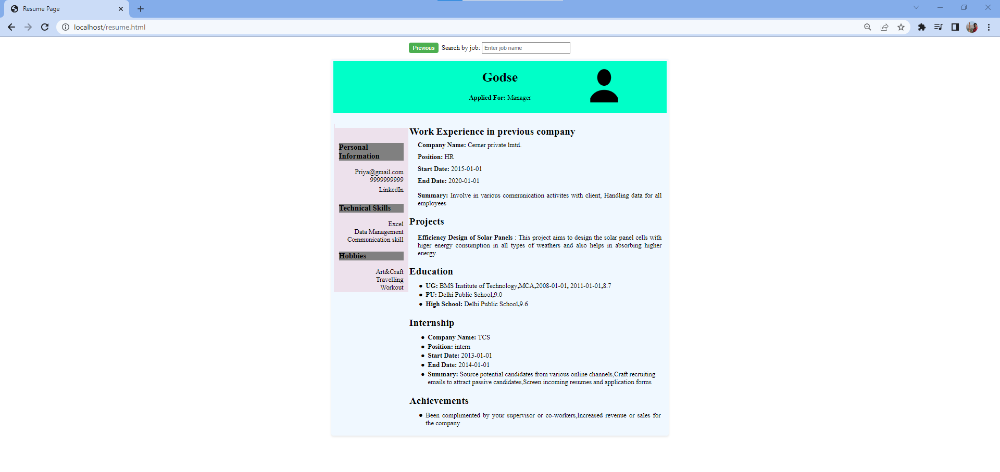 Resume Page
localhost/resume.html
Previous Search by job: Enter job name
Godse
Applied For: Manager
Personal
Information
Priya@gmail.com
9999999999
LinkedIn
Technical Skills
Excel
Data Management
Communication skill
Hobbies
Art&Craft
Travelling
Workout
Work Experience in previous company
Company Name: Cerner private lmtd.
Position: HR
Start Date: 2015-01-01
End Date: 2020-01-01
Summary: Involve in various communication activites with client, Handling data for all
employees
Projects
Efficiency Design of Solar Panels : This project aims to design the solar panel cells with
higer energy consumption in all types of weathers and also helps in absorbing higher
energy.
Education
UG: BMS Institute of Technology,MCA,2008-01-01, 2011-01-01,8.7
PU: Delhi Public School,9.0
High School: Delhi Public School,9.6
Internship
Company Name: TCS
Position: intern
Start Date: 2013-01-01
End Date: 2014-01-01
Summary: Source potential candidates from various online channels,Craft recruiting
emails to attract passive candidates,Screen incoming resumes and application forms
Achievements
Been complimented by your supervisor or co-workers,Increased revenue or sales for
the company